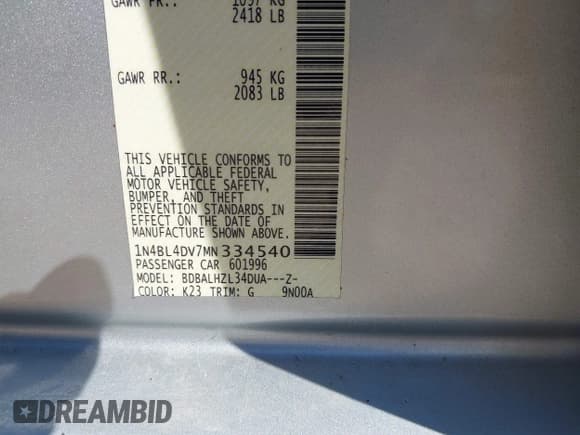 GAWR FR.: 1097 KG
2418 LB
GAWR RR.: 945 KG
2083 LB
THIS VEHICLE CONFORMS TO
ALL APPLICABLE FEDERAL
MOTOR VEHICLE SAFETY,
BUMPER, AND THEFT
PREVENTION STANDARDS IN
EFFECT ON THE DATE OF
MANUFACTURE SHOWN ABOVE.
1N4BL4DV7MN334540
PASSENGER CAR 601996
MODEL: BDBALHZL34DUA---Z-
COLOR: K23 TRIM: G 9N00A
DREAMBID